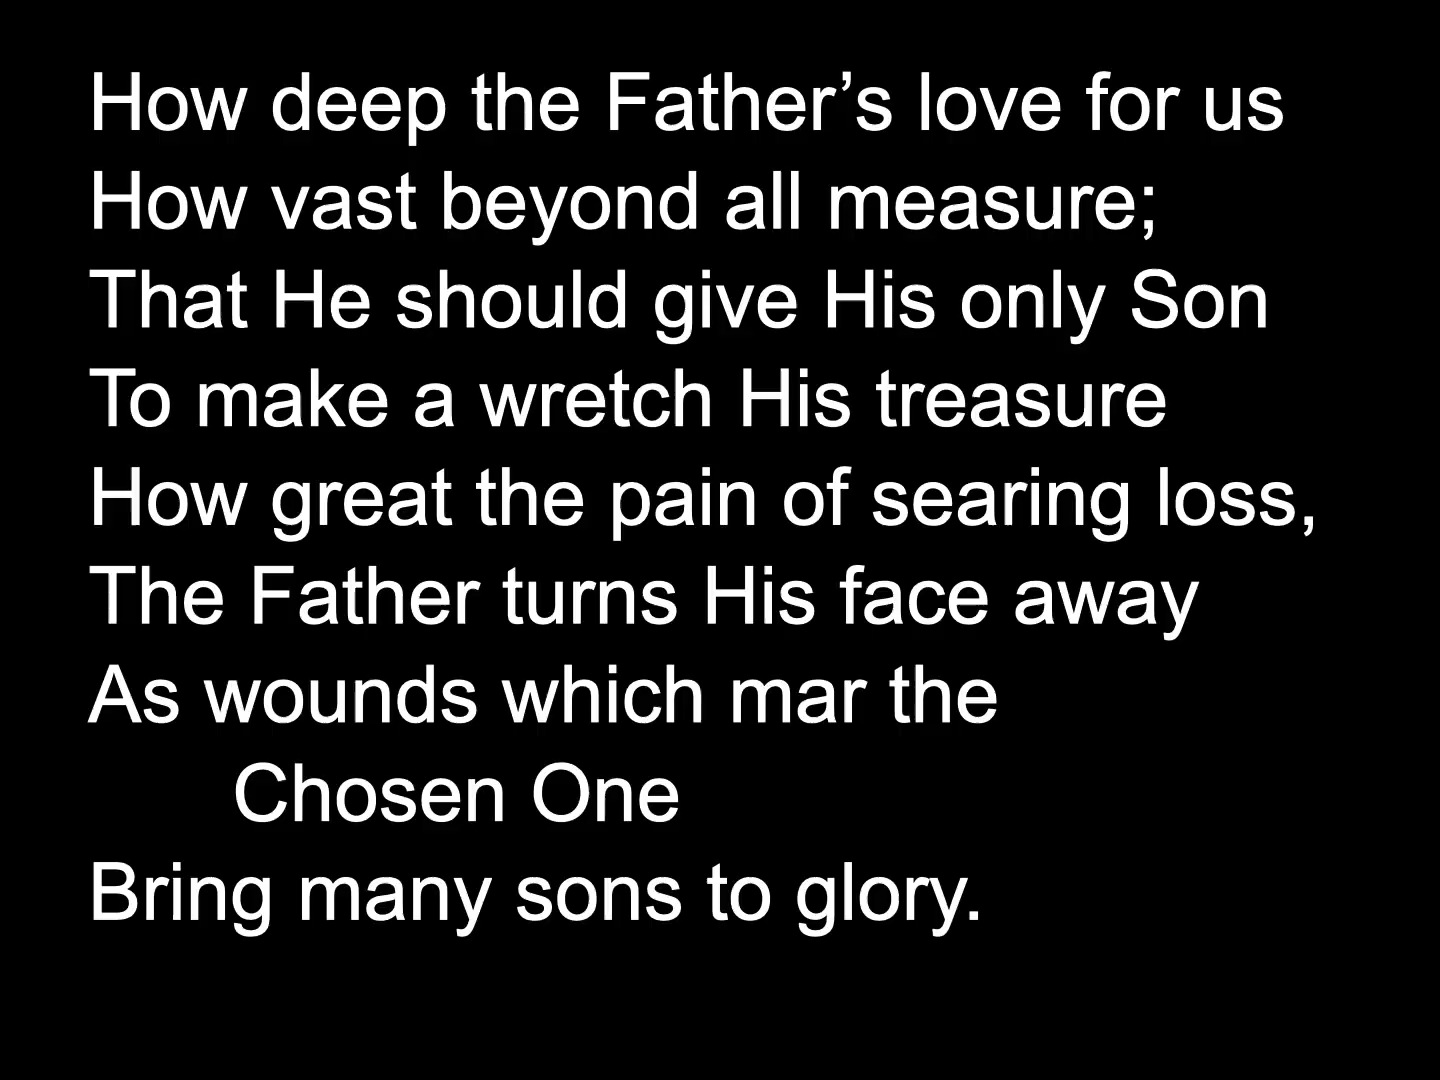 How deep the Father’s love for us
How vast beyond all measure;
That He should give His only Son
To make a wretch His treasure
How great the pain of searing loss,
The Father turns His face away
As wounds which mar the
Chosen One
Bring many sons to glory.